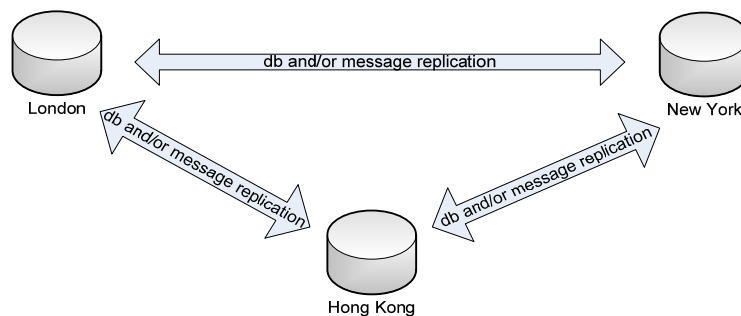 db and/or message replication
London
New York
db and/or message replication
db and/or message replication
Hong Kong